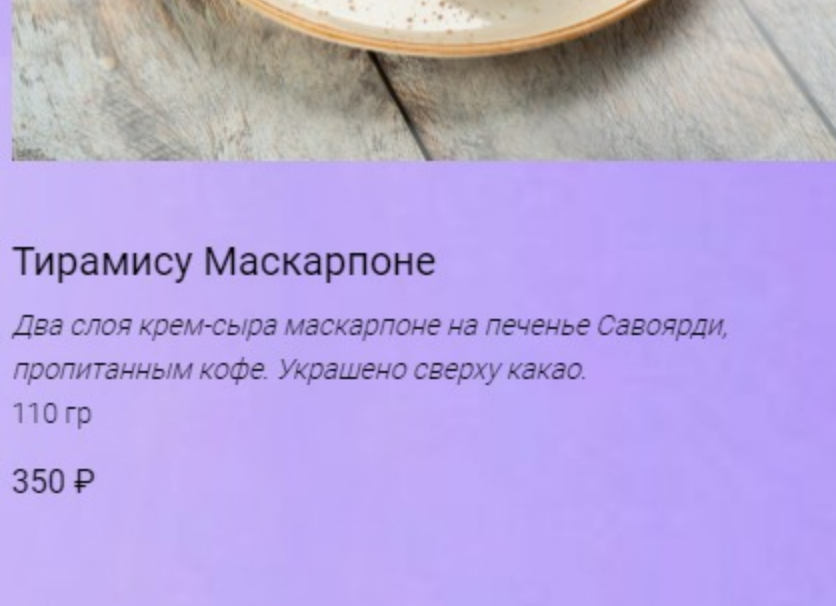 Тирамису Маскарпоне
Два слоя крем-сыра маскарпоне на печенье Савоярди,
пропитанным кофе. Украшено сверху какао.
110 гр
350 ₽